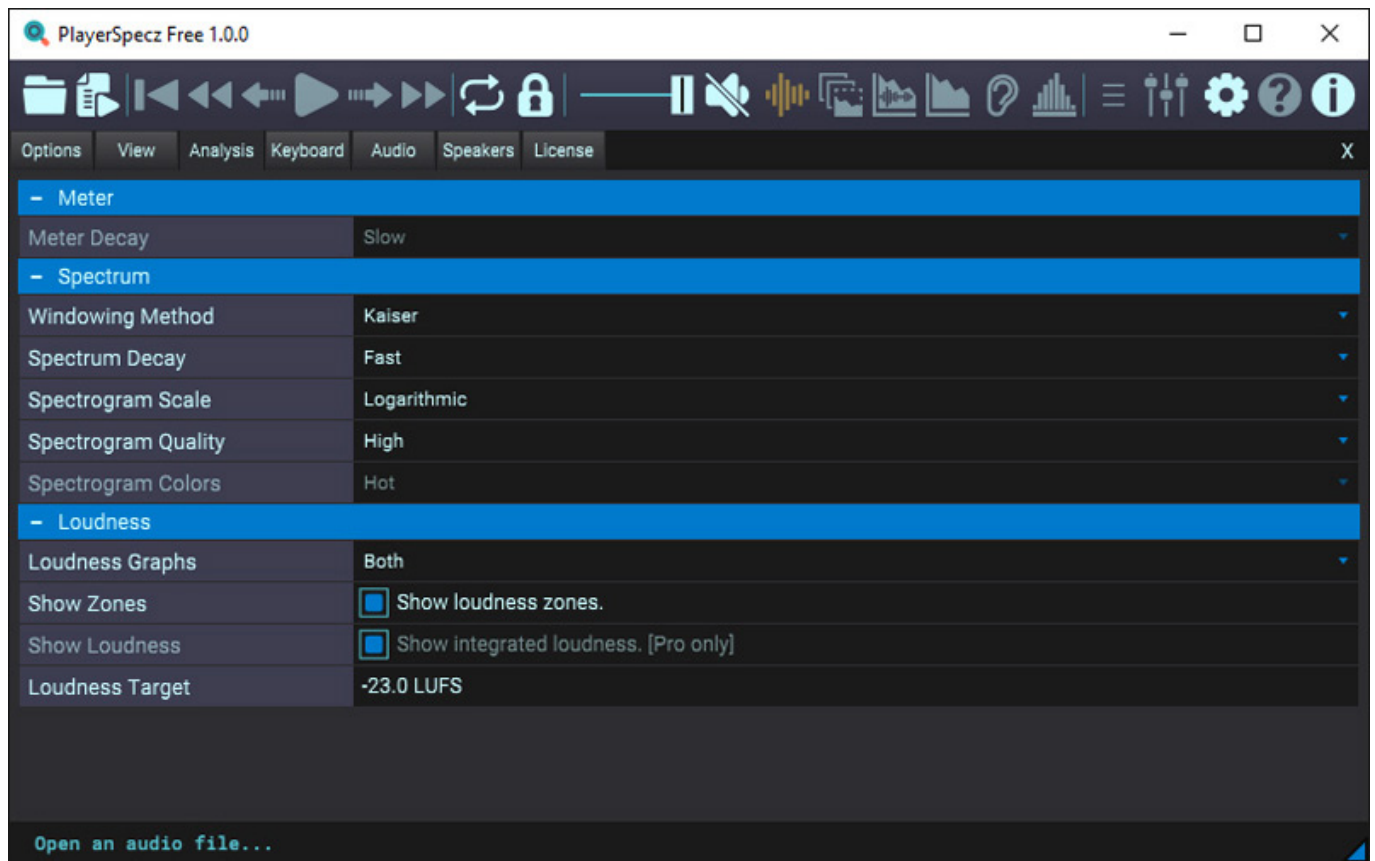 PlayerSpecz Free 1.0.0
Options View Analysis Keyboard Audio Speakers License X
– Meter
Meter Decay Slow
– Spectrum
Windowing Method Kaiser
Spectrum Decay Fast
Spectrogram Scale Logarithmic
Spectrogram Quality High
Spectrogram Colors Hot
– Loudness
Loudness Graphs Both
Show Zones Show loudness zones.
Show Loudness Show integrated loudness. [Pro only]
Loudness Target -23.0 LUFS
Open an audio file...